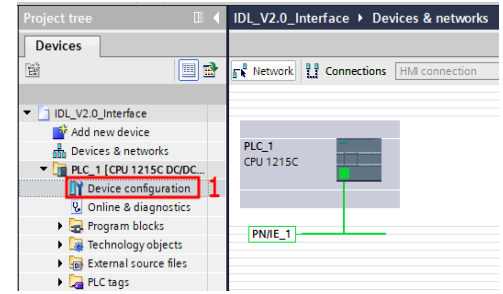 Project tree
IDL_V2.0_Interface ▸ Devices & networks
Devices
Network
Connections
HMI connection
IDL_V2.0_Interface
Add new device
Devices & networks
PLC_1 [CPU 1215C DC/DC...
Device configuration
1
Online & diagnostics
Program blocks
Technology objects
External source files
PLC tags
PLC_1
CPU 1215C
PN/IE_1